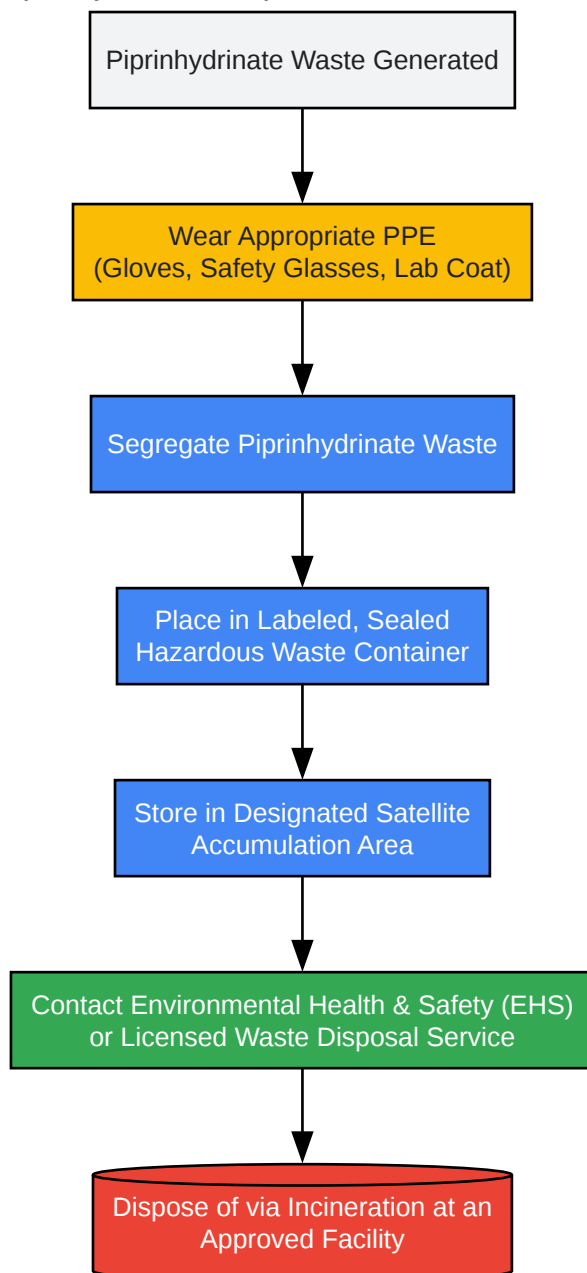 Piprinhydrinate Waste Generated
Wear Appropriate PPE
(Gloves, Safety Glasses, Lab Coat)
Segregate Piprinhydrinate Waste
Place in Labeled, Sealed
Hazardous Waste Container
Store in Designated Satellite
Accumulation Area
Contact Environmental Health & Safety (EHS)
or Licensed Waste Disposal Service
Dispose of via Incineration at an
Approved Facility